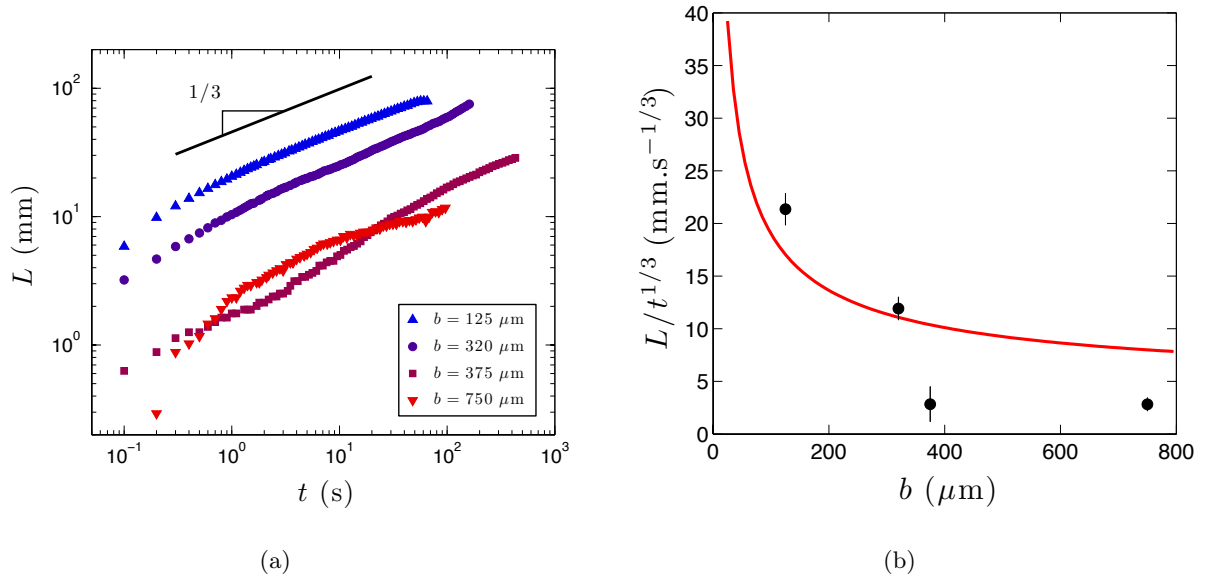 1/3
10^2
10^1
10^0
L (mm)
b = 125 μm
b = 320 μm
b = 375 μm
b = 750 μm
10^−1 10^0 10^1 10^2 10^3
t (s)
(a)
40
35
30
25
20
15
10
5
0
L/t^1/3 (mm.s^−1/3)
0 200 400 600 800
b (μm)
(b)